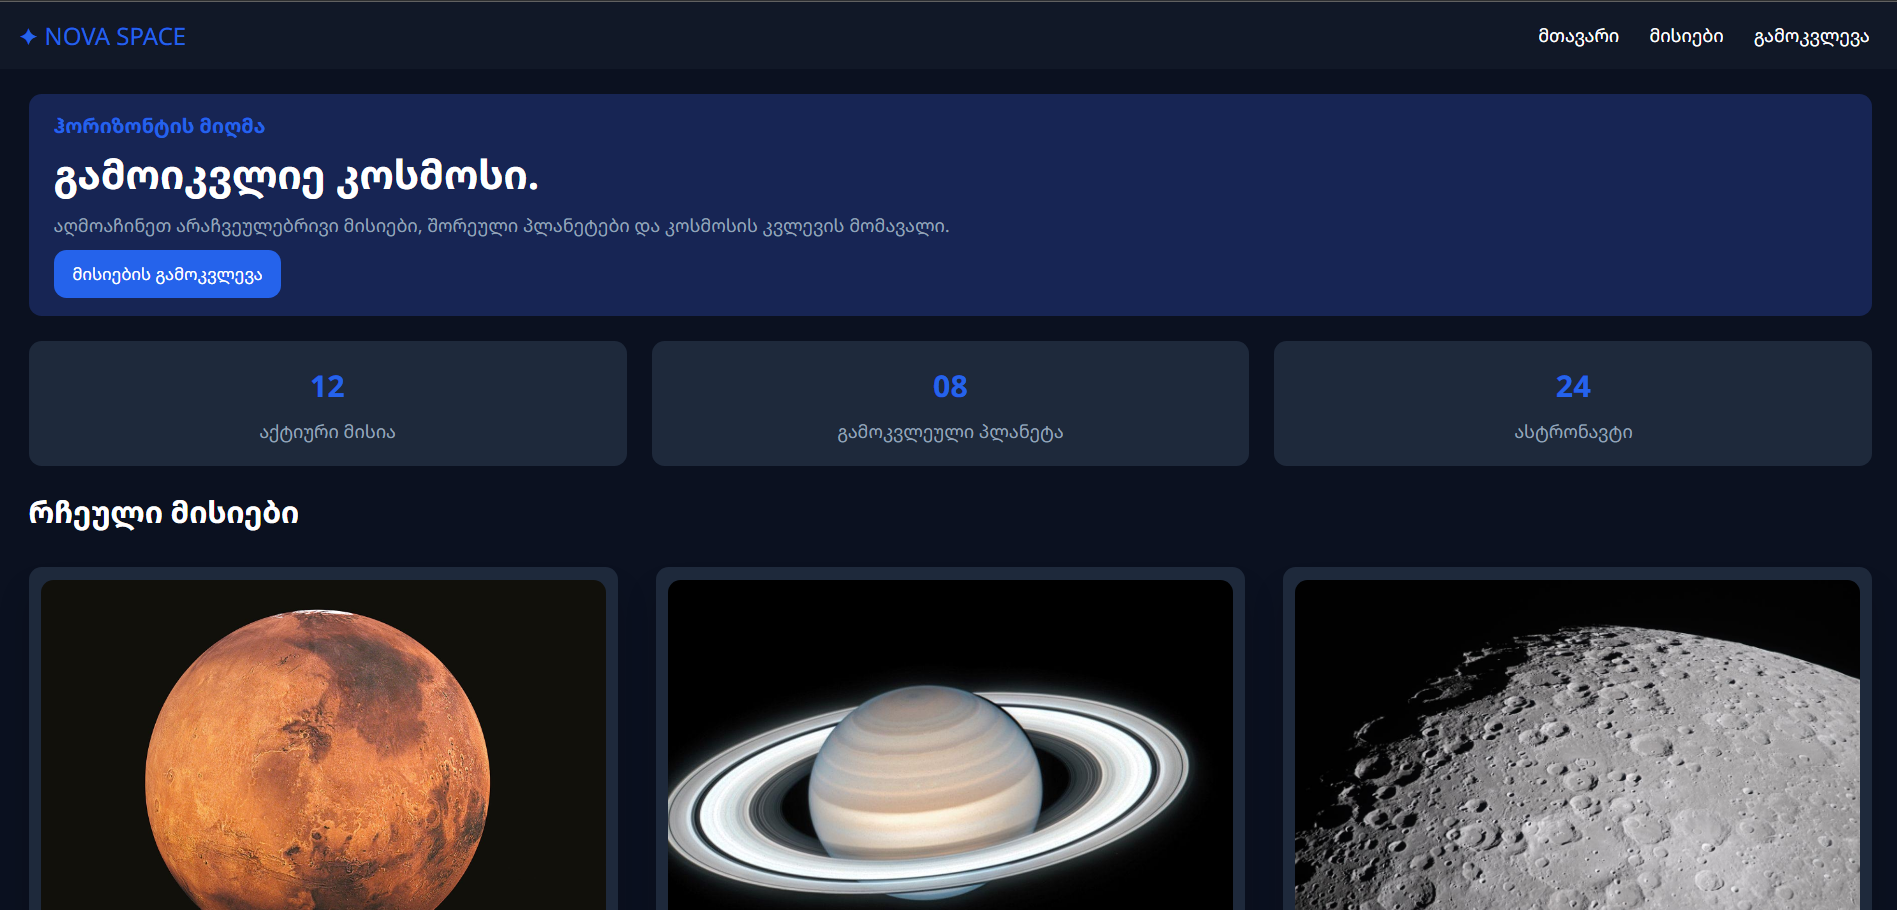 ✦ NOVA SPACE
მთავარი მისიები გამოკვლევა
ჰორიზონტის მიღმა
გამოიკვლიე კოსმოსი.
აღმოაჩინეთ არაჩვეულებრივი მისიები, შორეული პლანეტები და კოსმოსის კვლევის მომავალი.
მისიების გამოკვლევა
12
აქტიური მისია
08
გამოკვლეული პლანეტა
24
ასტრონავტი
რჩეული მისიები